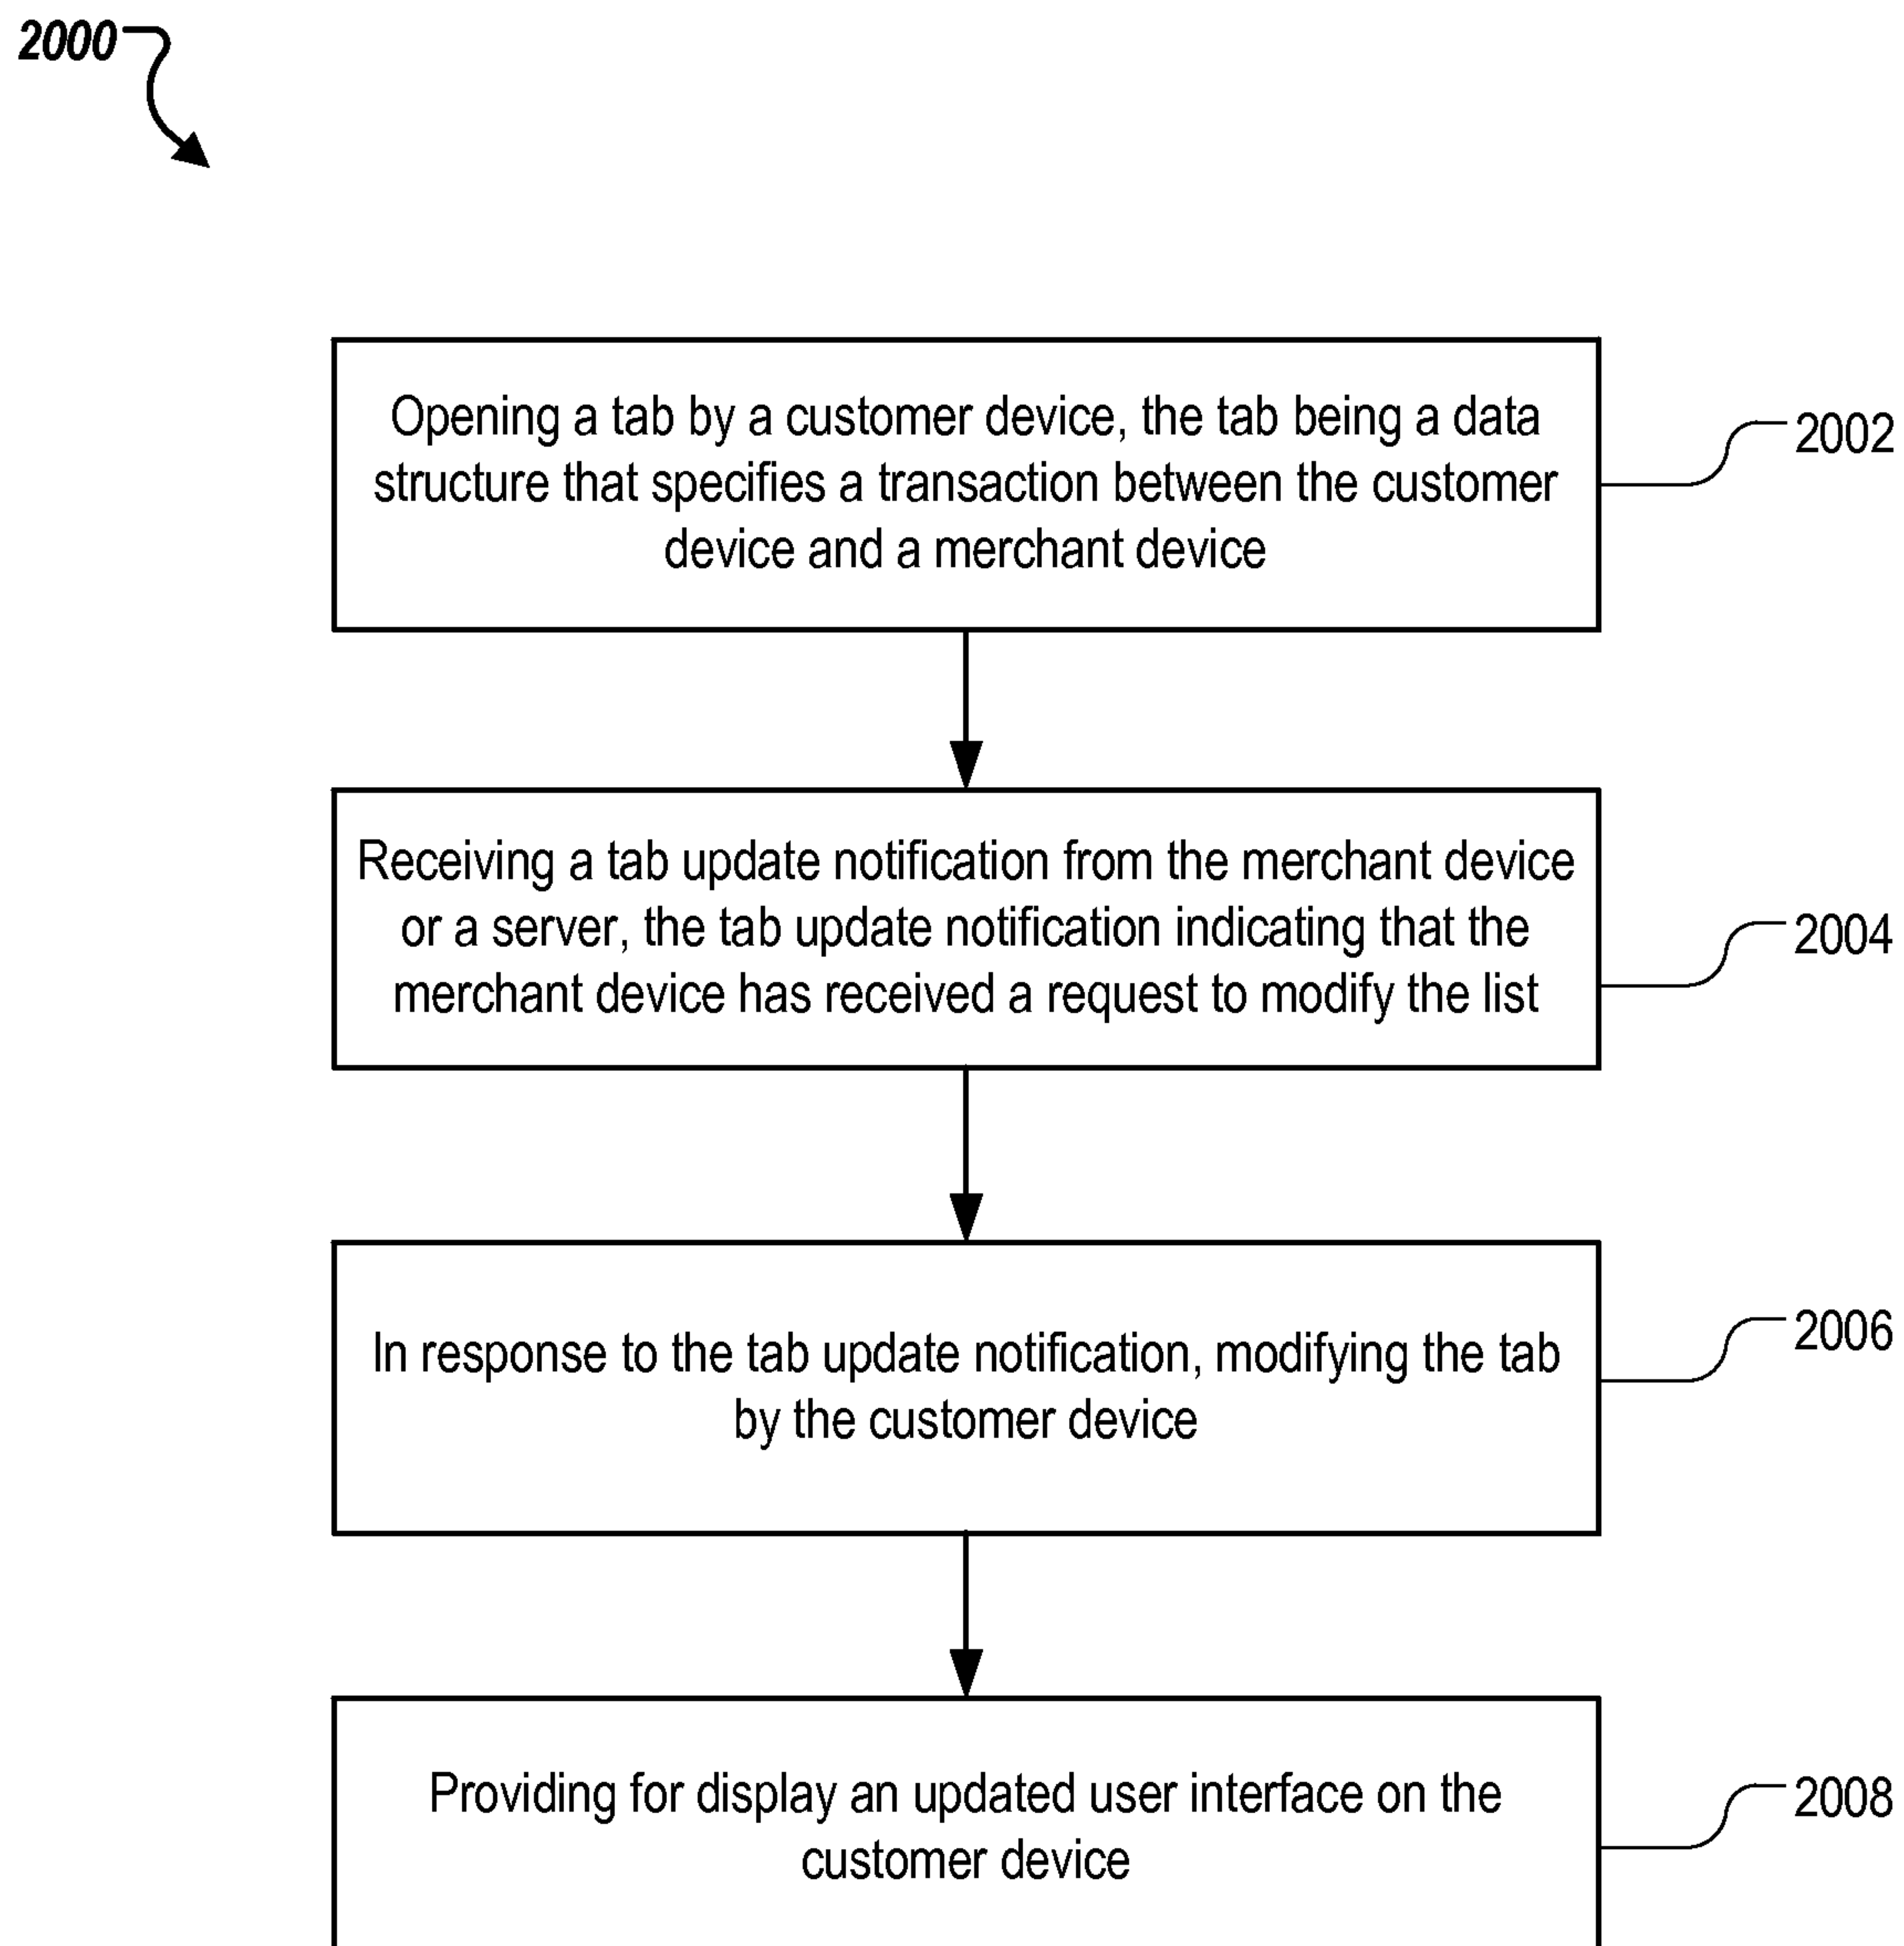 2000
Opening a tab by a customer device, the tab being a data
structure that specifies a transaction between the customer
device and a merchant device
2002
Receiving a tab update notification from the merchant device
or a server, the tab update notification indicating that the
merchant device has received a request to modify the list
2004
In response to the tab update notification, modifying the tab
by the customer device
2006
Providing for display an updated user interface on the
customer device
2008